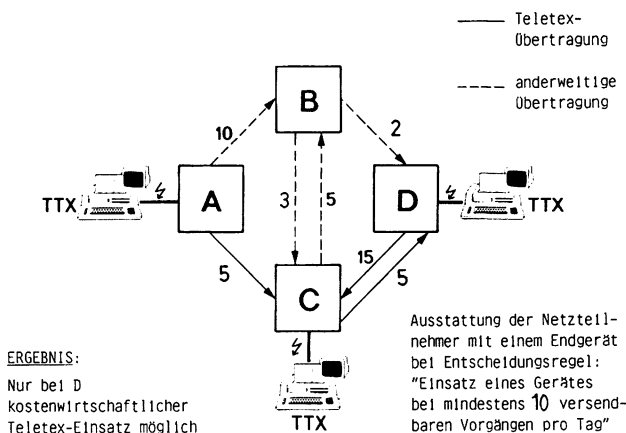 Teletex-
Übertragung
anderweitige
Übertragung
B
10
2
TTX
A
3
5
D
TTX
5
15
5
C
TTX
ERGEBNIS:
Nur bei D
kostenwirtschaftlicher
Teletex-Einsatz möglich
Ausstattung der Netzteil-
nehmer mit einem Endgerät
bei Entscheidungsregel:
"Einsatz eines Gerätes
bei mindestens 10 versend-
baren Vorgängen pro Tag"